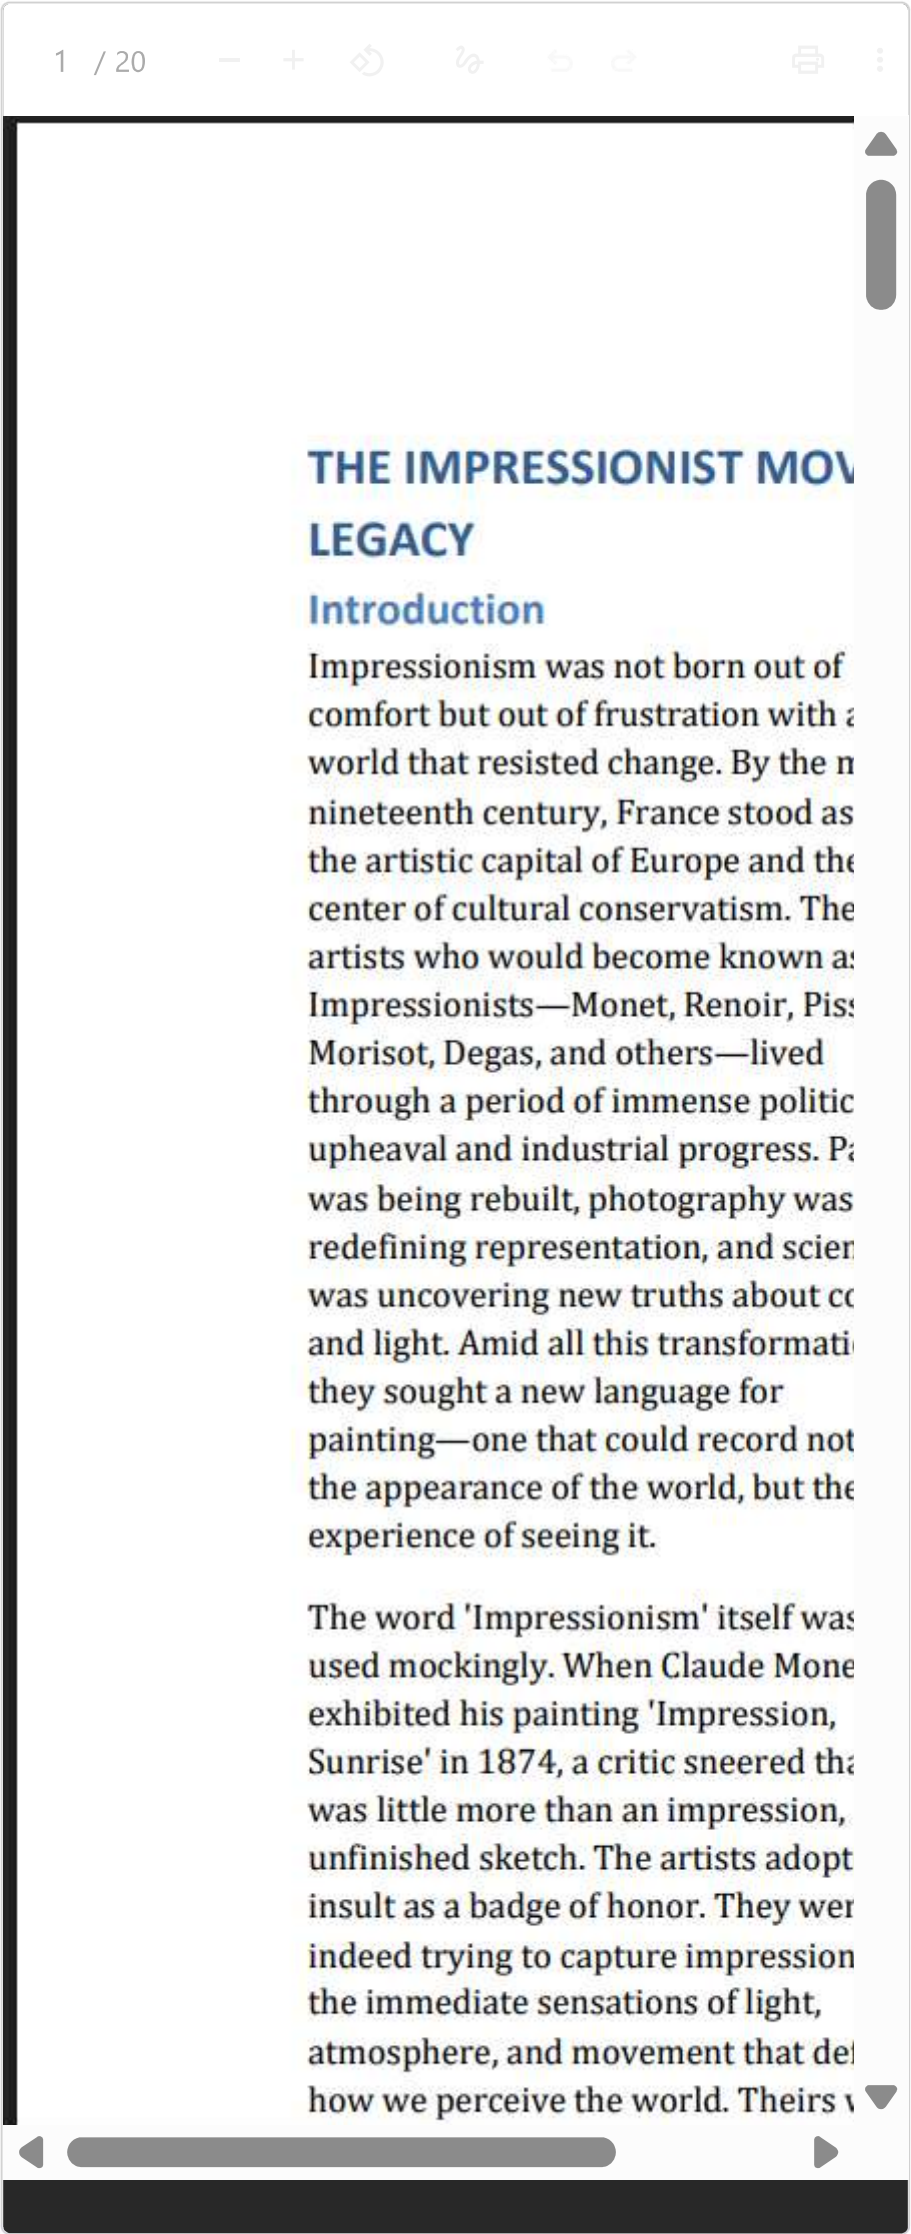 1 / 20
THE IMPRESSIONIST
LEGACY
Introduction
Impressionism was not born out of
comfort but out of frustration with
world that resisted change. By the
nineteenth century, France stood as
the artistic capital of Europe and the
center of cultural conservatism. The
artists who would become known as
Impressionists—Monet, Renoir,
Morisot, Degas, and others—lived
through a period of immense
upheaval and industrial progress.
was being rebuilt, photography was
redefining representation, and
was uncovering new truths about
and light. Amid all this
they sought a new language for
painting—one that could record not
the appearance of the world, but the
experience of seeing it.
The word 'Impressionism' itself was
used mockingly. When Claude
exhibited his painting 'Impression,
Sunrise' in 1874, a critic sneered
was little more than an impression,
unfinished sketch. The artists
insult as a badge of honor. They
indeed trying to capture
the immediate sensations of light,
atmosphere, and movement that
how we perceive the world. Theirs